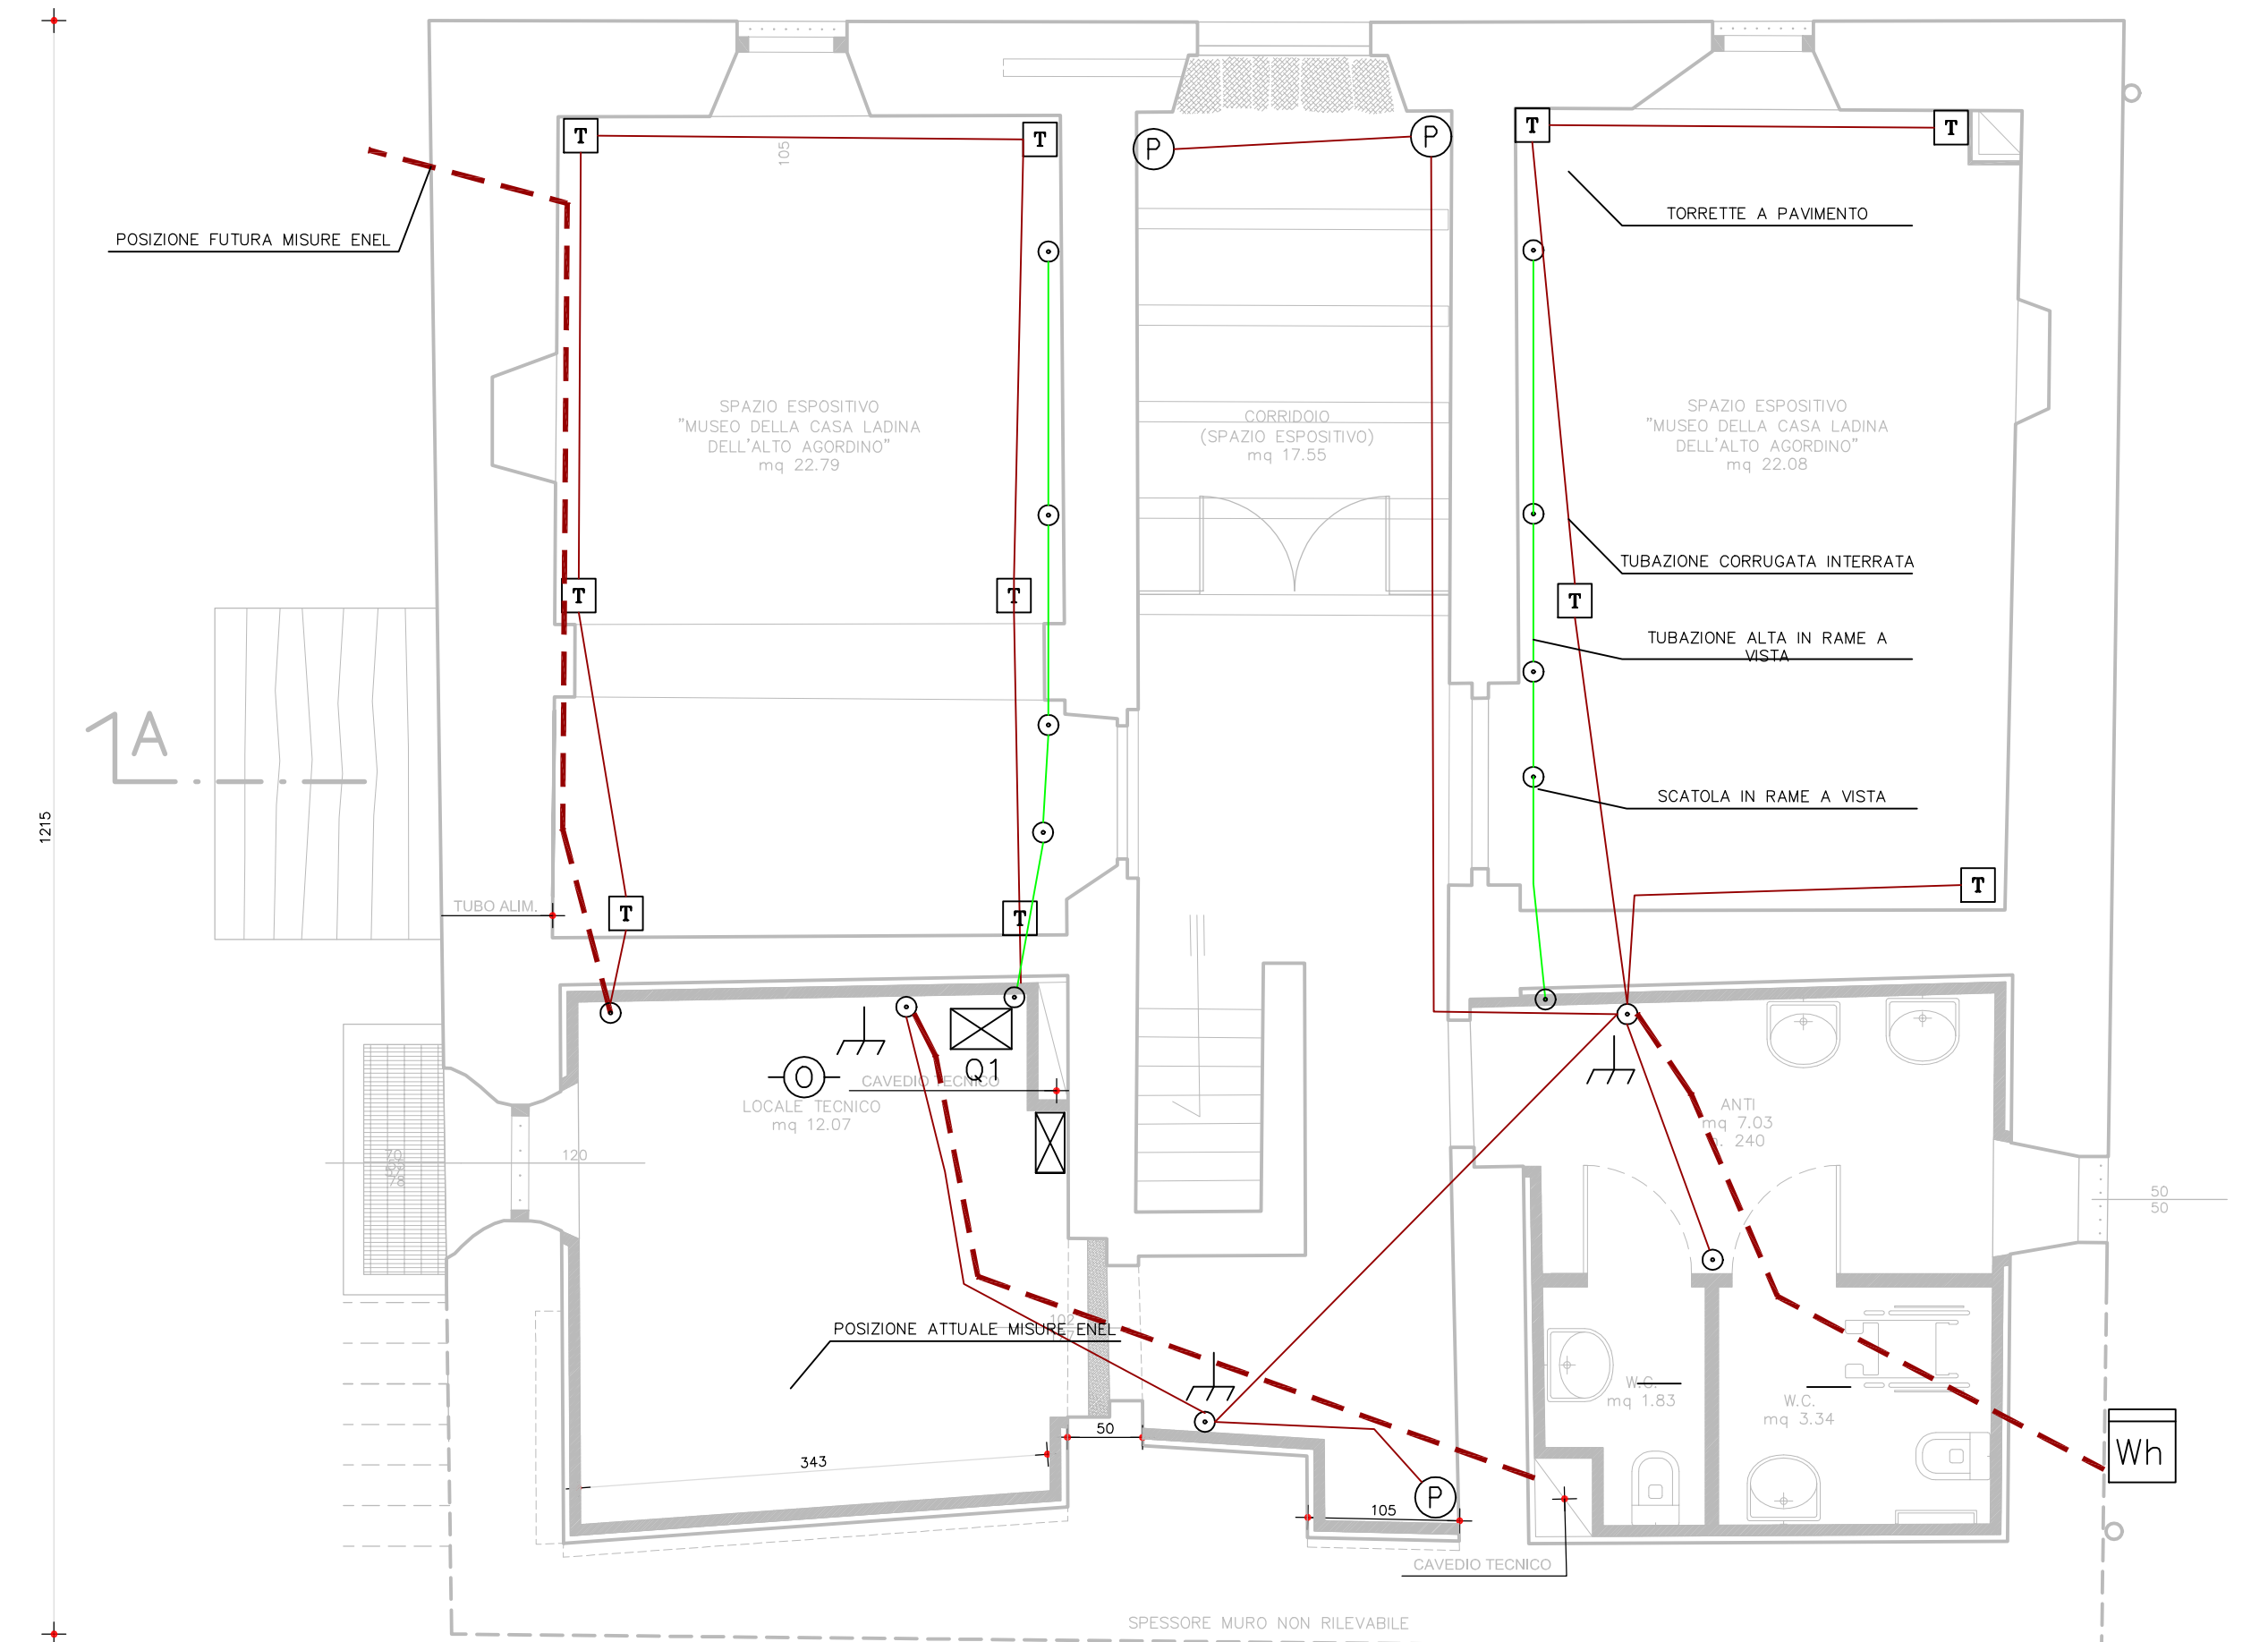 T
T
P
P
T
T
105
TORRETTE A PAVIMENTO
POSIZIONE FUTURA MISURE ENEL
SPAZIO ESPOSITIVO
"MUSEO DELLA CASA LADINA
DELL'ALTO AGORDINO"
mq 22.79
CORRIDOIO
(SPAZIO ESPOSITIVO)
mq 17.55
SPAZIO ESPOSITIVO
"MUSEO DELLA CASA LADINA
DELL'ALTO AGORDINO"
mq 22.08
TUBAZIONE CORRUGATA INTERRATA
T
T
T
TUBAZIONE ALTA IN RAME A
VISTA
A
SCATOLA IN RAME A VISTA
1215
TUBO ALIM.
T
T
T
Q1
O
CAVEDIO TECNICO
LOCALE TECNICO
mq 12.07
ANTI
mq 7.03
240
70
78
120
50
50
102
POSIZIONE ATTUALE MISURE ENEL
W.C.
mq 1.83
W.C.
mq 3.34
50
343
Wh
P
105
CAVEDIO TECNICO
SPESSORE MURO NON RILEVABILE